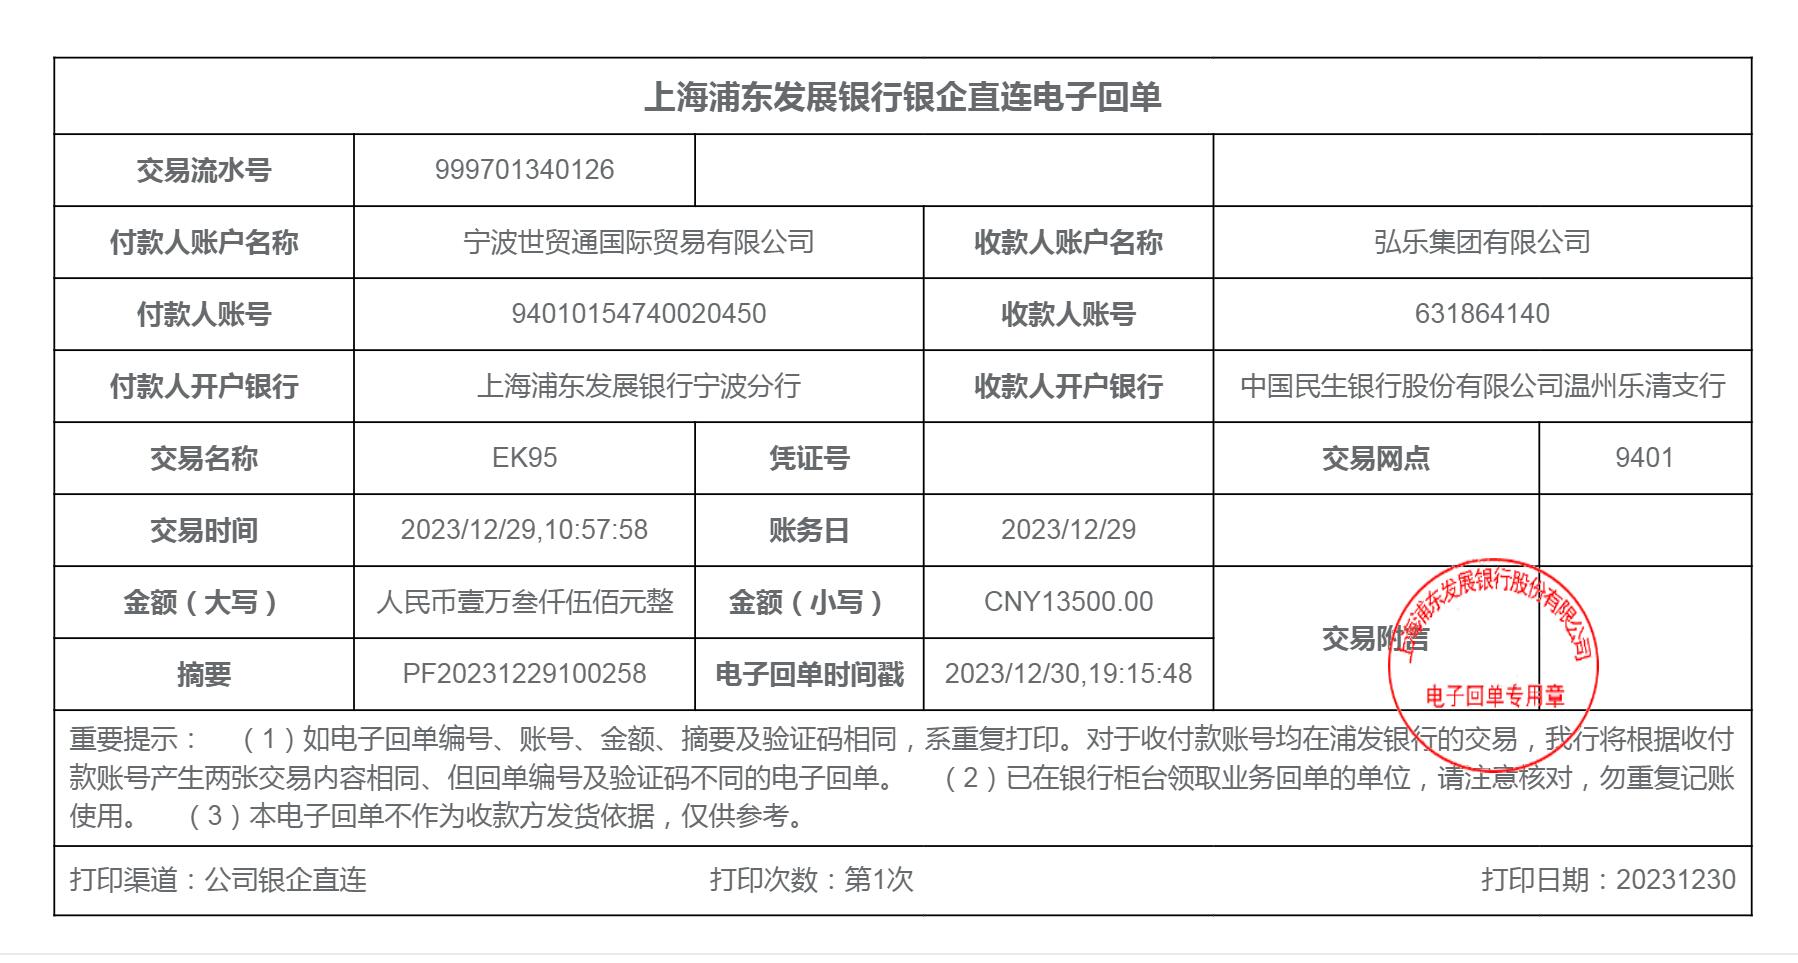 上海浦东发展银行银企直连电子回单
交易流水号 999701340126
付款人账户名称 宁波世贸通国际贸易有限公司 收款人账户名称 弘乐集团有限公司
付款人账号 94010154740020450 收款人账号 631864140
付款人开户银行 上海浦东发展银行宁波分行 收款人开户银行 中国民生银行股份有限公司温州乐清支行
交易名称 EK95 凭证号 交易网点 9401
交易时间 2023/12/29,10:57:58 账务日 2023/12/29
金额（大写） 人民币壹万叁仟伍佰元整 金额（小写） CNY13500.00
交易附言
摘要 PF20231229100258 电子回单时间戳 2023/12/30,19:15:48
上海浦东发展银行股份有限公司
电子回单专用章
重要提示： （1）如电子回单编号、账号、金额、摘要及验证码相同，系重复打印。对于收付款账号均在浦发银行的交易，我行将根据收付
款账号产生两张交易内容相同、但回单编号及验证码不同的电子回单。 （2）已在银行柜台领取业务回单的单位，请注意核对，勿重复记账
使用。 （3）本电子回单不作为收款方发货依据，仅供参考。
打印渠道：公司银企直连 打印次数：第1次 打印日期：20231230